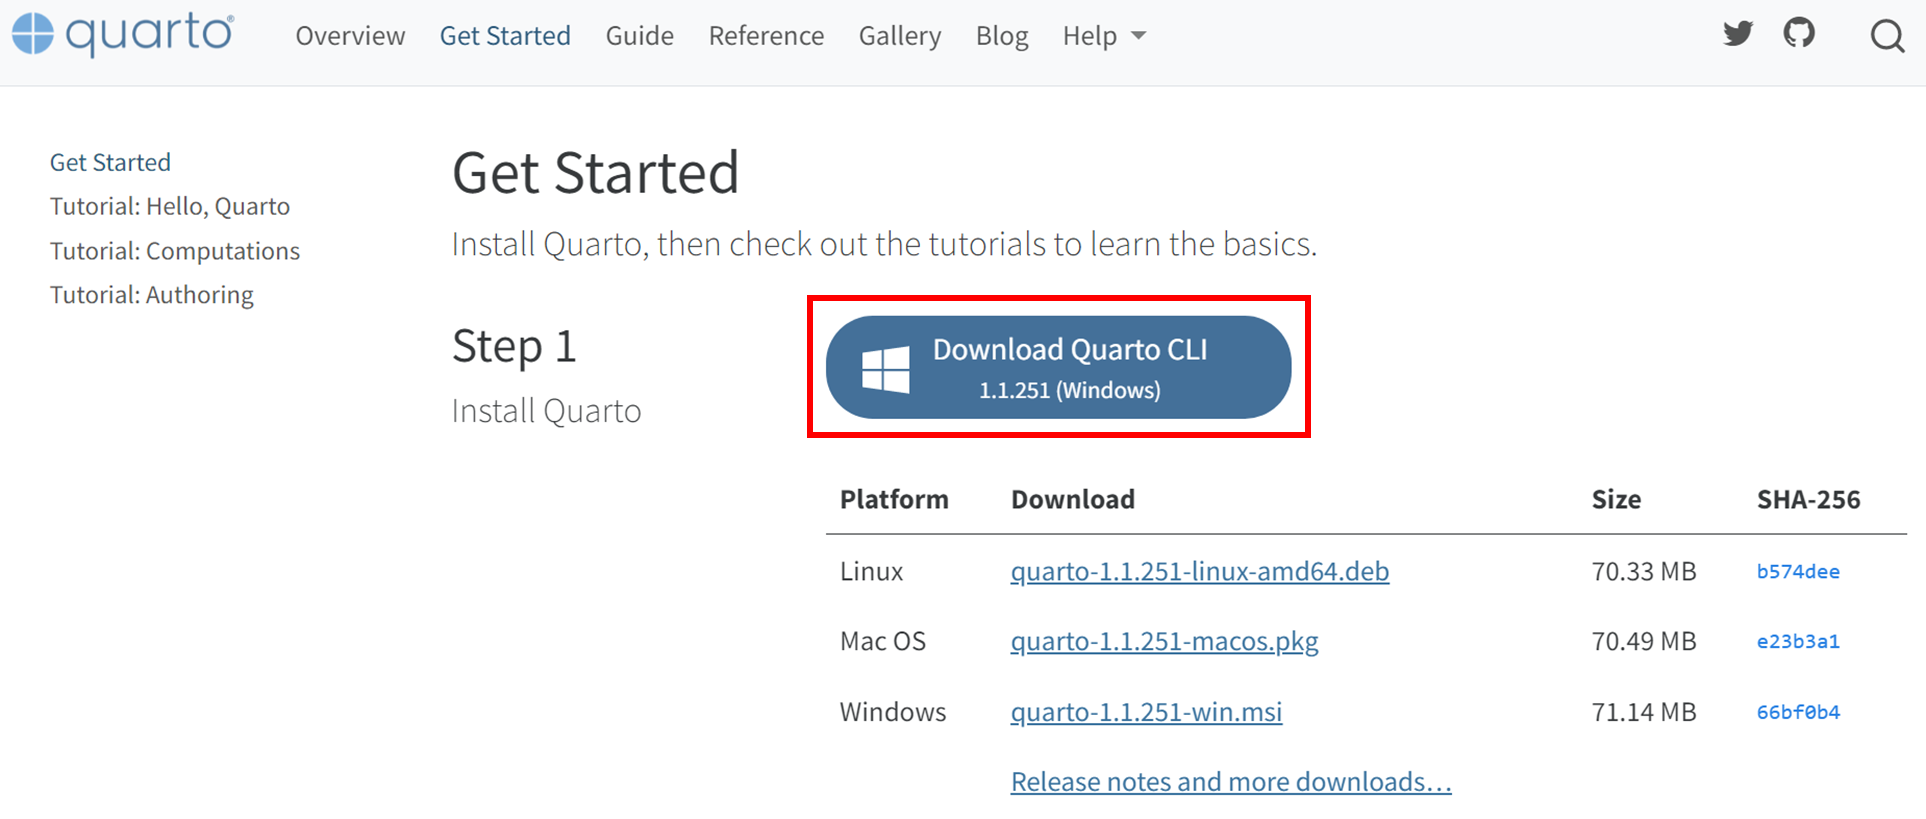 quarto®
Overview
Get Started
Guide
Reference
Gallery
Blog
Help
Get Started
Tutorial: Hello, Quarto
Tutorial: Computations
Tutorial: Authoring
Get Started
Install Quarto, then check out the tutorials to learn the basics.
Step 1
Install Quarto
Download Quarto CLI
1.1.251 (Windows)
Platform Download Size SHA-256
Linux quarto-1.1.251-linux-amd64.deb 70.33 MB b574dee
Mac OS quarto-1.1.251-macos.pkg 70.49 MB e23b3a1
Windows quarto-1.1.251-win.msi 71.14 MB 66bf0b4
Release notes and more downloads…